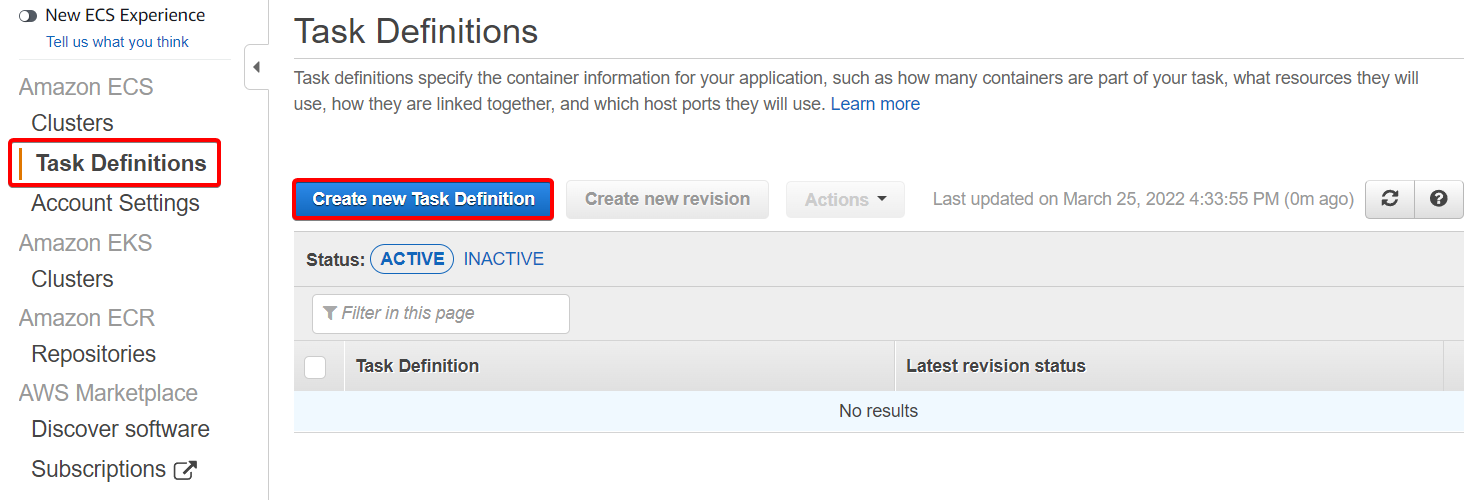 New ECS Experience
Tell us what you think
Amazon ECS
Clusters
Task Definitions
Account Settings
Amazon EKS
Clusters
Amazon ECR
Repositories
AWS Marketplace
Discover software
Subscriptions
Task Definitions
Task definitions specify the container information for your application, such as how many containers are part of your task, what resources they will
use, how they are linked together, and which host ports they will use. Learn more
Create new Task Definition Create new revision Actions Last updated on March 25, 2022 4:33:55 PM (0m ago) ?
Status: ACTIVE INACTIVE
Filter in this page
Task Definition Latest revision status
No results